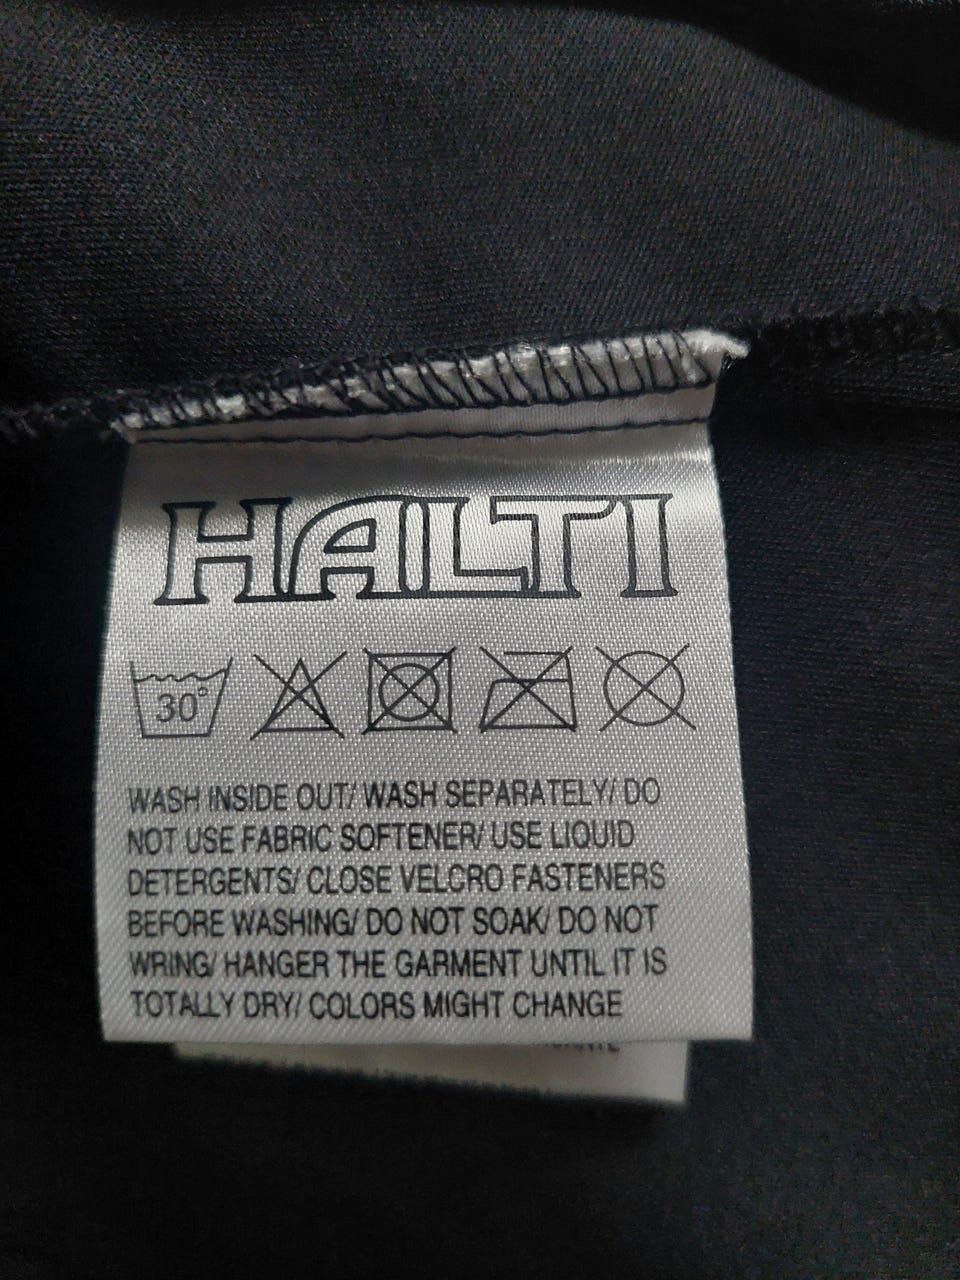 HALTI
30°
WASH INSIDE OUT/ WASH SEPARATELY/ DO
NOT USE FABRIC SOFTENER/ USE LIQUID
DETERGENTS/ CLOSE VELCRO FASTENERS
BEFORE WASHING/ DO NOT SOAK/ DO NOT
WRING/ HANGER THE GARMENT UNTIL IT IS
TOTALLY DRY/ COLORS MIGHT CHANGE